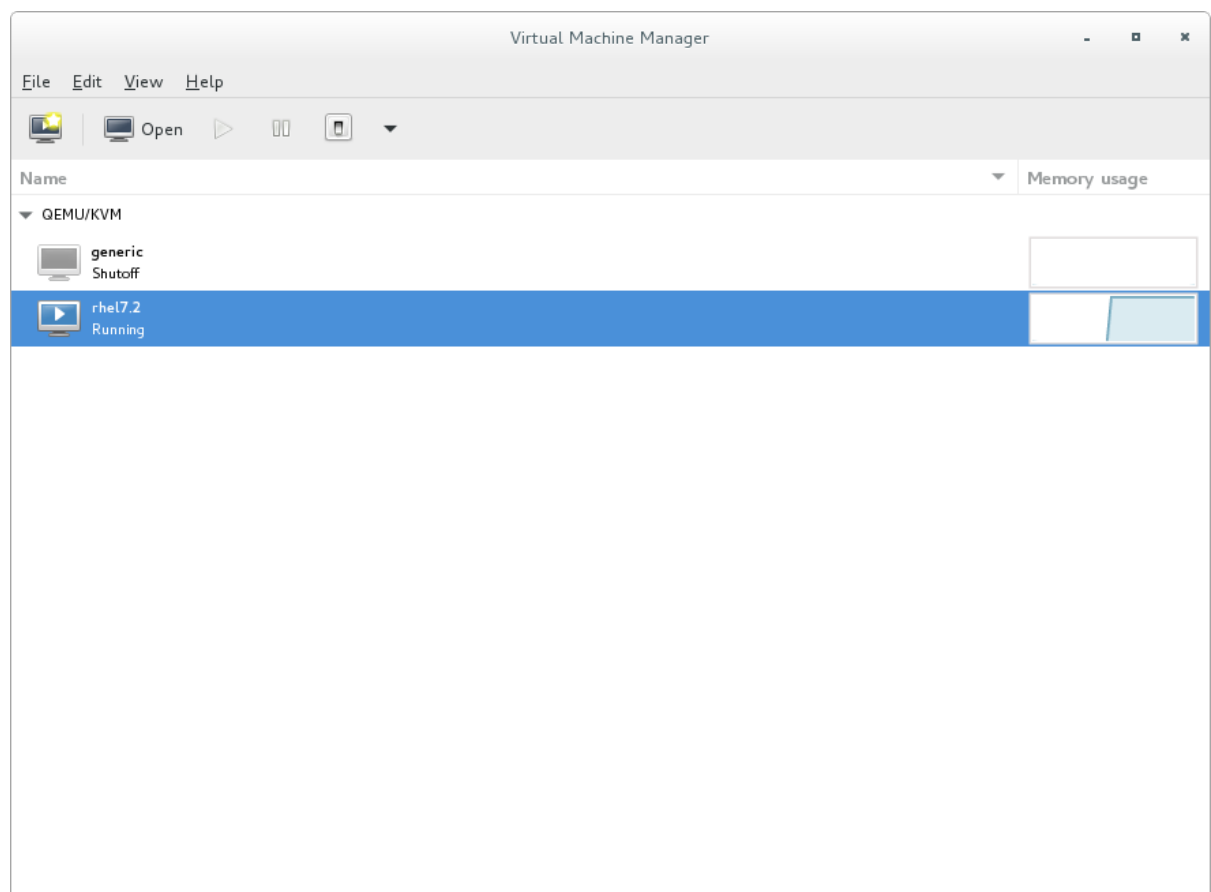 Virtual Machine Manager
File Edit View Help
Open
Name Memory usage
QEMU/KVM
generic
Shutoff
rhel7.2
Running